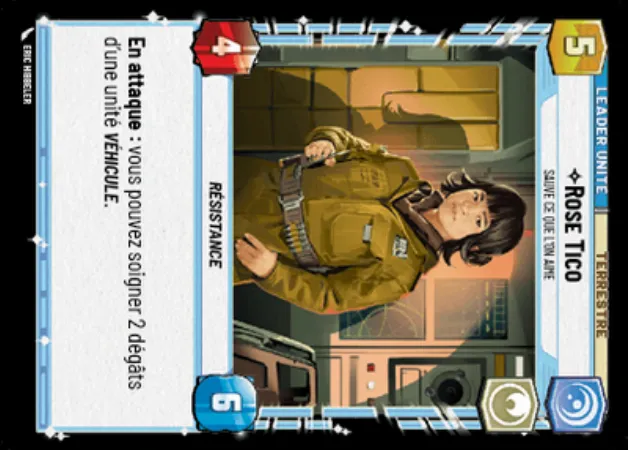 LEADER UNITÉ
TERRESTRE
5
ROSE TICO
SAUVE CE QUE L'ON AIME
4
6
RÉSISTANCE
En attaque : vous pouvez soigner 2 dégâts
d'une unité VÉHICULE.
ERIC HIBBELER